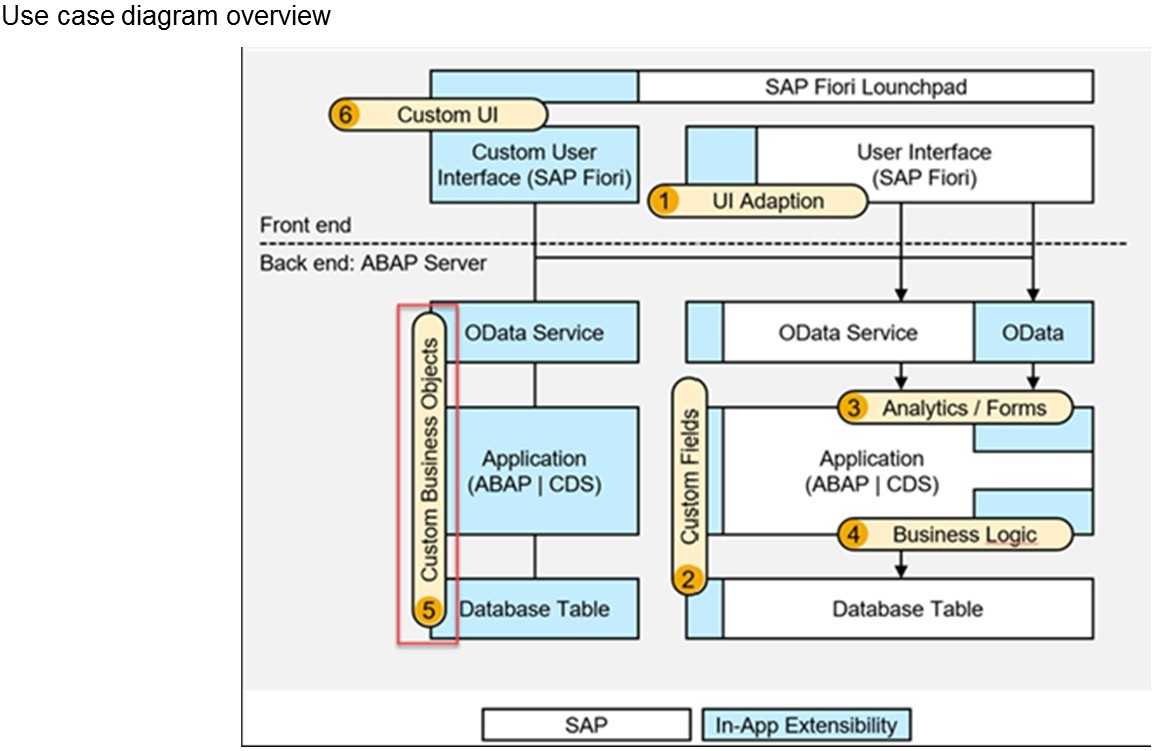 Use case diagram overview
SAP Fiori Lounchpad
6 Custom UI
Custom User
Interface (SAP Fiori)
User Interface
(SAP Fiori)
1 UI Adaption
Front end
Back end: ABAP Server
OData Service
OData Service
OData
Custom Business Objects
5
Custom Fields
2
3 Analytics / Forms
Application
(ABAP | CDS)
Application
(ABAP | CDS)
4 Business Logic
Database Table
Database Table
SAP
In-App Extensibility